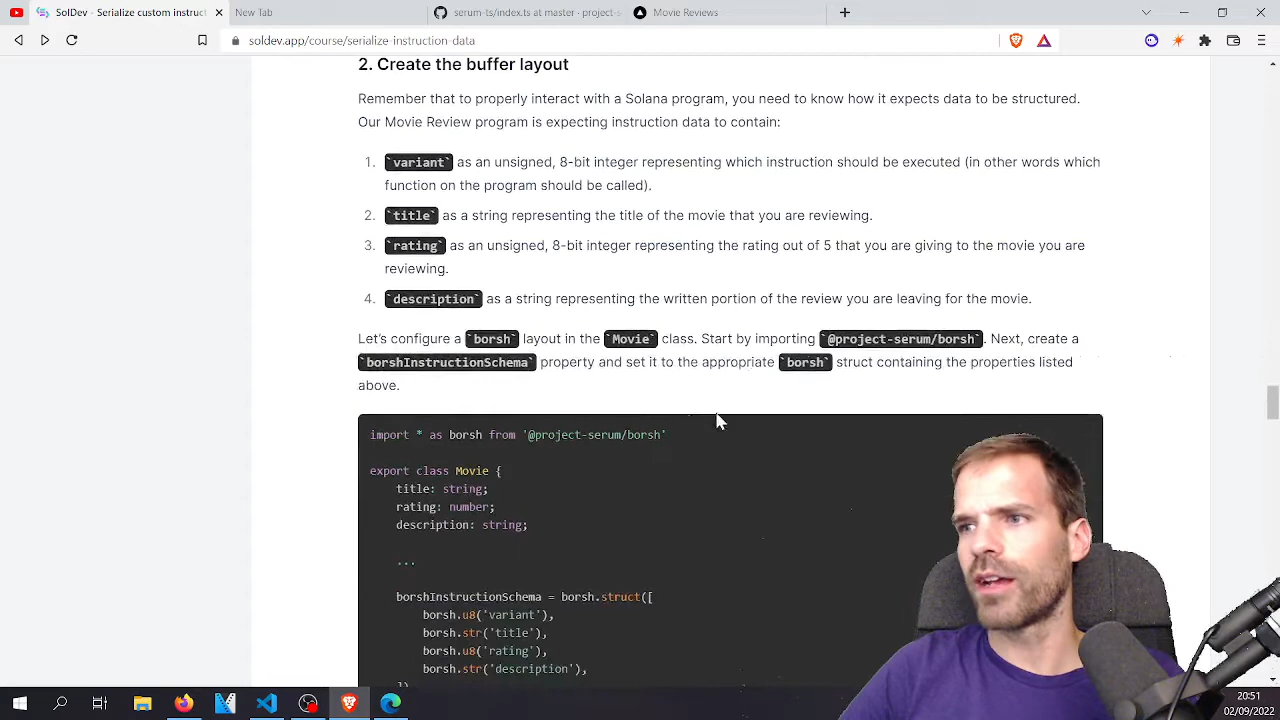 SolDev - Serialize custom instruct
New Tab
serum-ts/index.ts at master · project-s
Movie Reviews
soldev.app/course/serialize-instruction-data
2. Create the buffer layout
Remember that to properly interact with a Solana program, you need to know how it expects data to be structured.
Our Movie Review program is expecting instruction data to contain:
1. `variant` as an unsigned, 8-bit integer representing which instruction should be executed (in other words which
function on the program should be called).
2. `title` as a string representing the title of the movie that you are reviewing.
3. `rating` as an unsigned, 8-bit integer representing the rating out of 5 that you are giving to the movie you are
reviewing.
4. `description` as a string representing the written portion of the review you are leaving for the movie.
Let's configure a `borsh` layout in the `Movie` class. Start by importing `@project-serum/borsh`. Next, create a
`borshInstructionSchema` property and set it to the appropriate `borsh` struct containing the properties listed
above.
import * as borsh from '@project-serum/borsh'
export class Movie {
title: string;
rating: number;
description: string;
...
borshInstructionSchema = borsh.struct([
borsh.u8('variant'),
borsh.str('title'),
borsh.u8('rating'),
borsh.str('description'),
])
20:51
02/09/2022